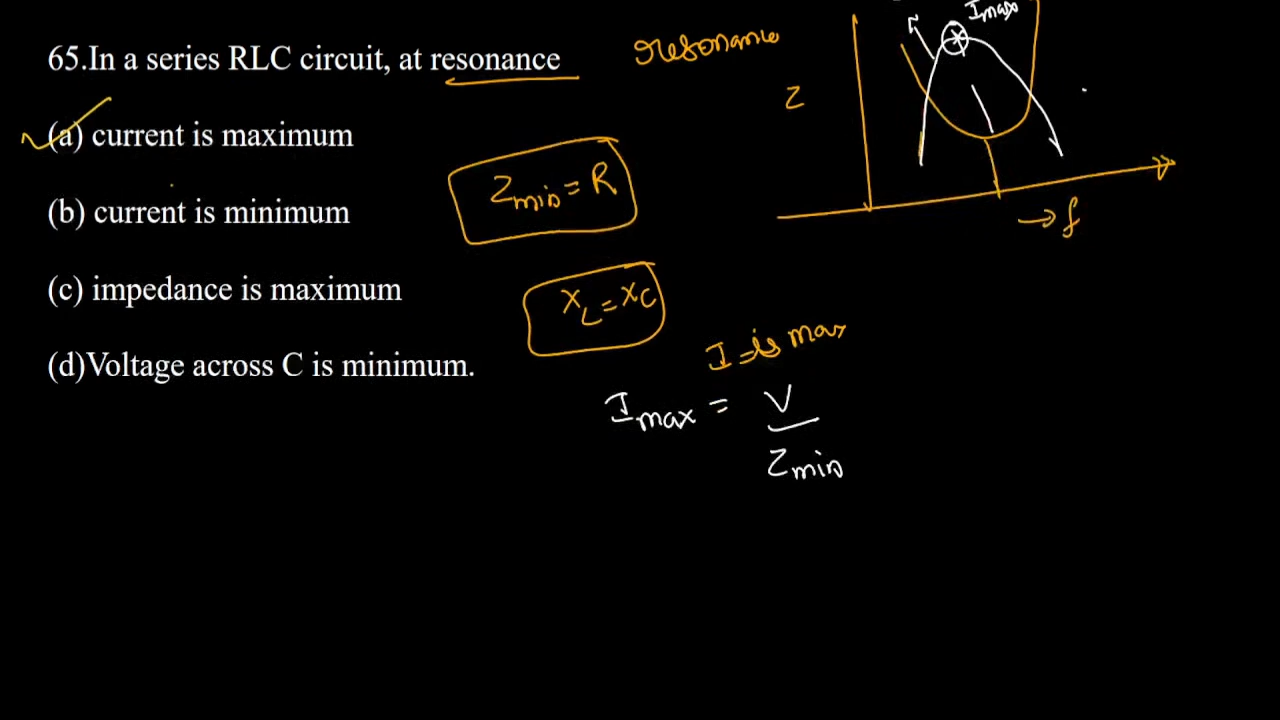 65.In a series RLC circuit, at resonance
(a) current is maximum
(b) current is minimum
(c) impedance is maximum
(d)Voltage across C is minimum.
resonance
Zmin = R
XL = XC
I is max
Imax = V
Zmin
Imax
Z
→ f